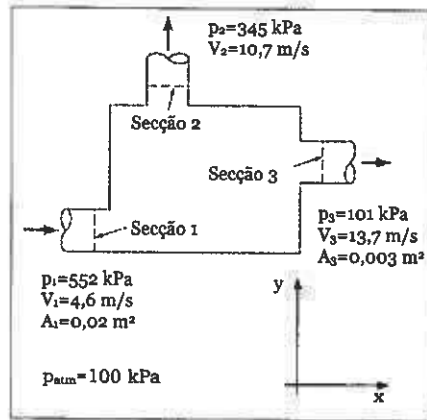 p₂=345 kPa
V₂=10,7 m/s
Secção 2
Secção 3
Secção 1
p₃=101 kPa
V₃=13,7 m/s
A₃=0,003 m²
p₁=552 kPa
V₁=4,6 m/s
A₁=0,02 m²
y
pₐₜₘ=100 kPa
x